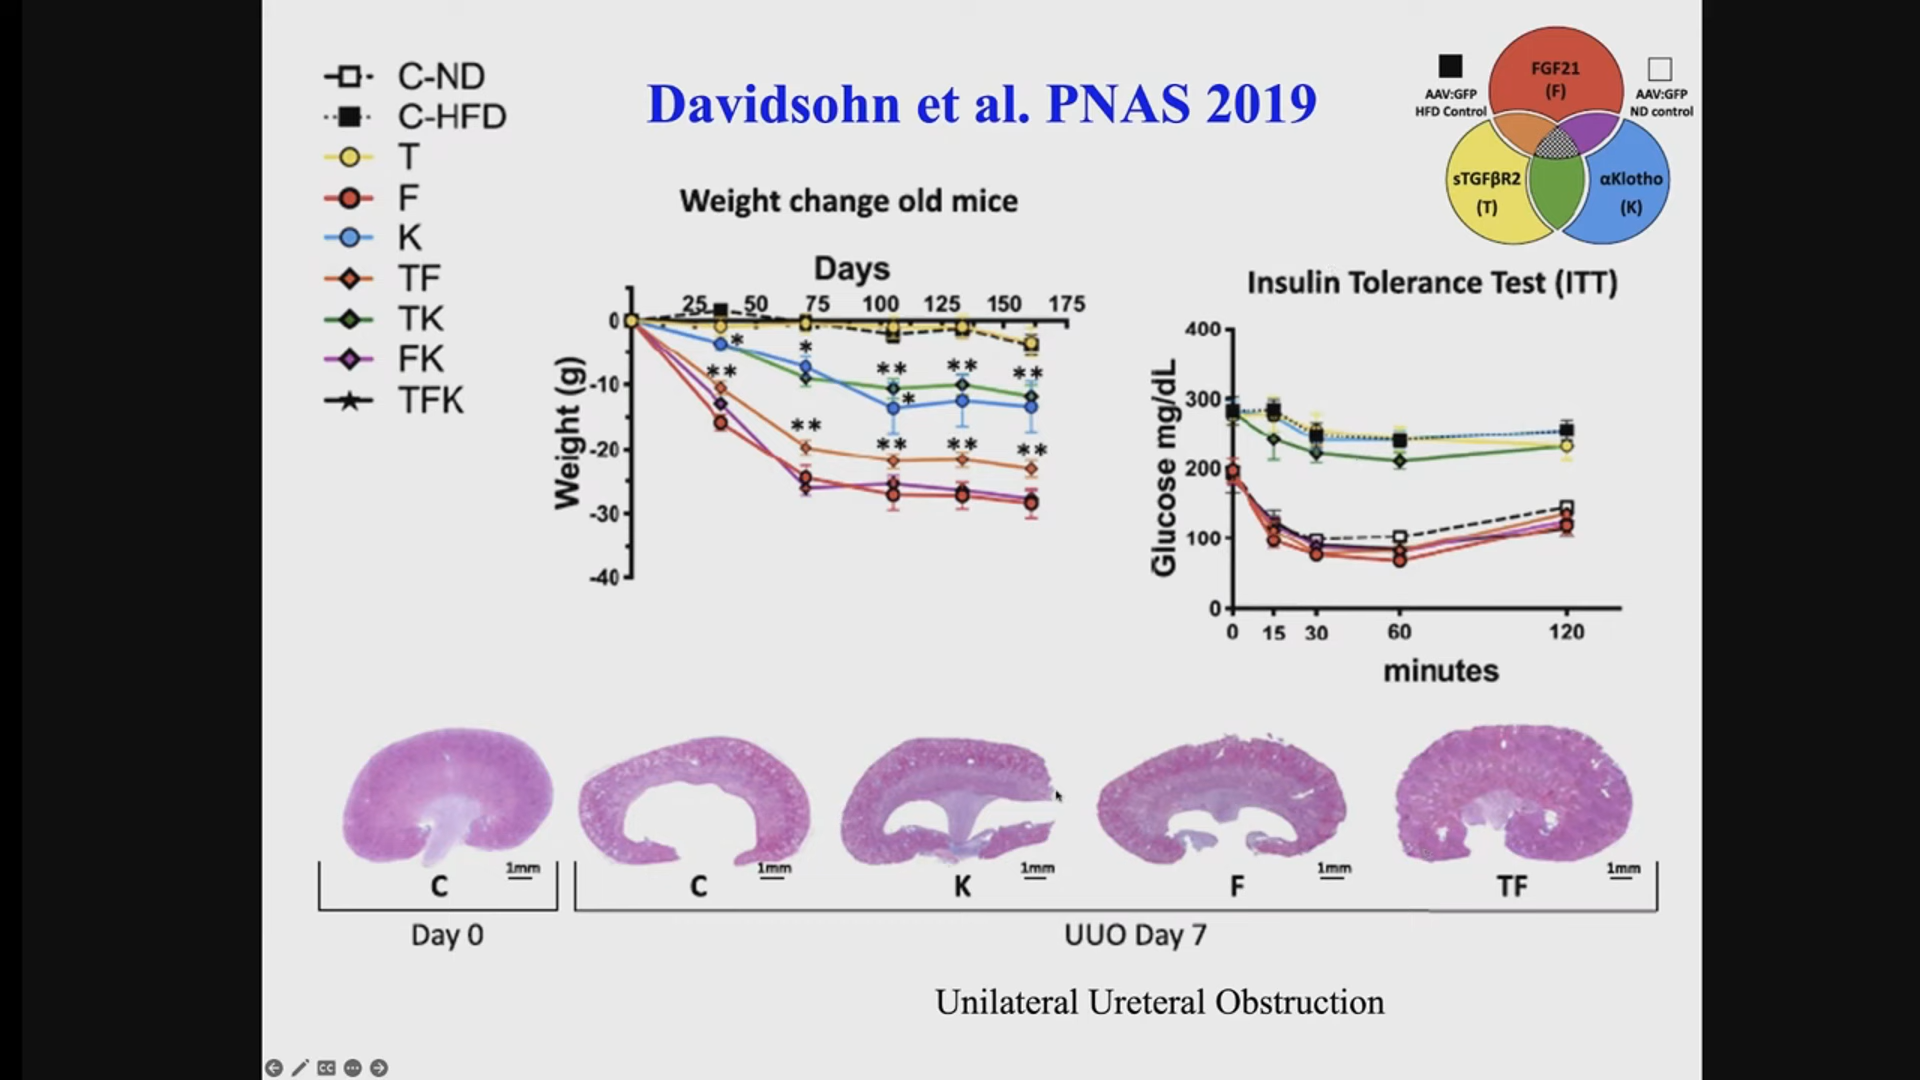 C-ND
C-HFD
T
F
K
TF
TK
FK
TFK
Davidsohn et al. PNAS 2019
AAV:GFP
HFD Control
FGF21
(F)
AAV:GFP
ND control
sTGFβR2
(T)
αKlotho
(K)
Weight change old mice
Days
25 50 75 100 125 150 175
Weight (g)
0
-10
-20
-30
-40
*
**
*
**
**
*
**
**
**
**
**
Insulin Tolerance Test (ITT)
Glucose mg/dL
400
300
200
100
0
0 15 30 60 120
minutes
1mm
1mm
1mm
1mm
1mm
C
C
K
F
TF
Day 0
UUO Day 7
Unilateral Ureteral Obstruction
CC